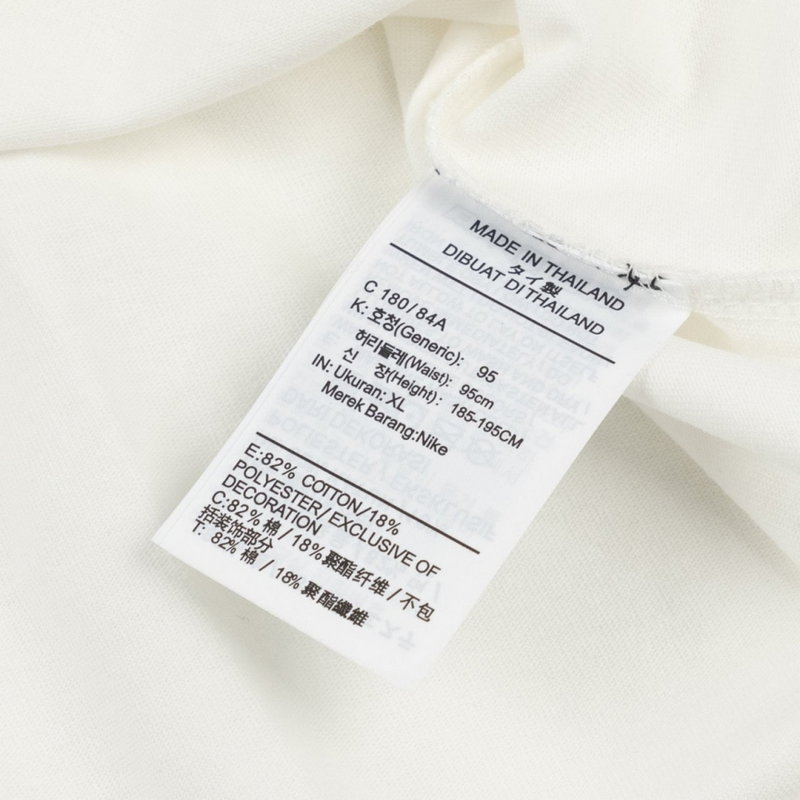 MADE IN THAILAND
タイ製
DIBUAT DI THAILAND
C 180/84A
K: 호칭(Generic): 95
허리둘레(Waist): 95cm
신 장(Height): 185-195CM
IN: Ukuran: XL
Merek Barang:Nike
E:82% COTTON/18%
POLYESTER/EXCLUSIVE OF
DECORATION
C:82%棉/18%聚酯纤维/不包
括装饰部分
T: 82%棉/18%聚酯纖維